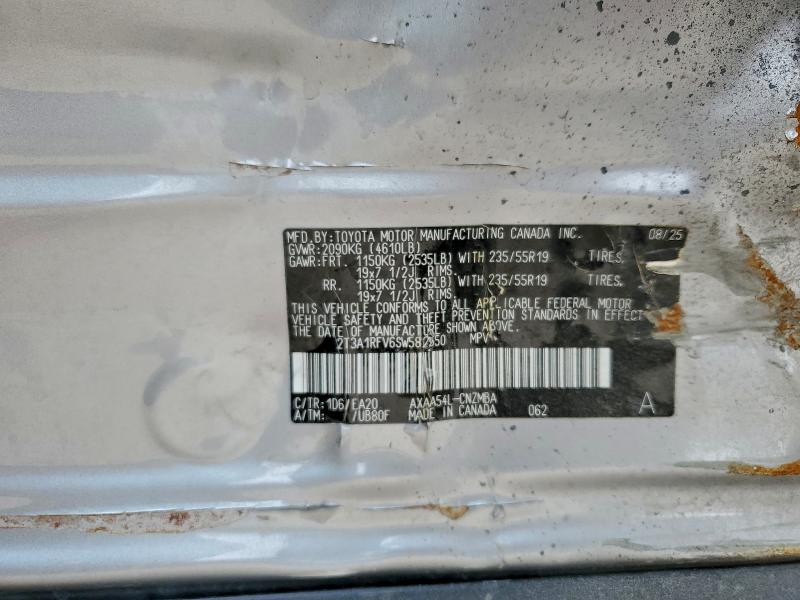 MFD.BY:TOYOTA MOTOR MANUFACTURING CANADA INC. 08/25
GVWR:2090KG (4610LB)
GAWR:FRT. 1150KG (2535LB) WITH 235/55R19 TIRES,
19x7 1/2J RIMS,
RR. 1150KG (2535LB) WITH 235/55R19 TIRES,
19x7 1/2J RIMS
THIS VEHICLE CONFORMS TO ALL APPLICABLE FEDERAL MOTOR
VEHICLE SAFETY AND THEFT PREVENTION STANDARDS IN EFFECT
THE DATE OF MANUFACTURE SHOWN ABOVE.
MPV
C/TR:1D6/EA20 AXAA54L-CNZMBA
A/TM: /UB80F MADE IN CANADA 062 A